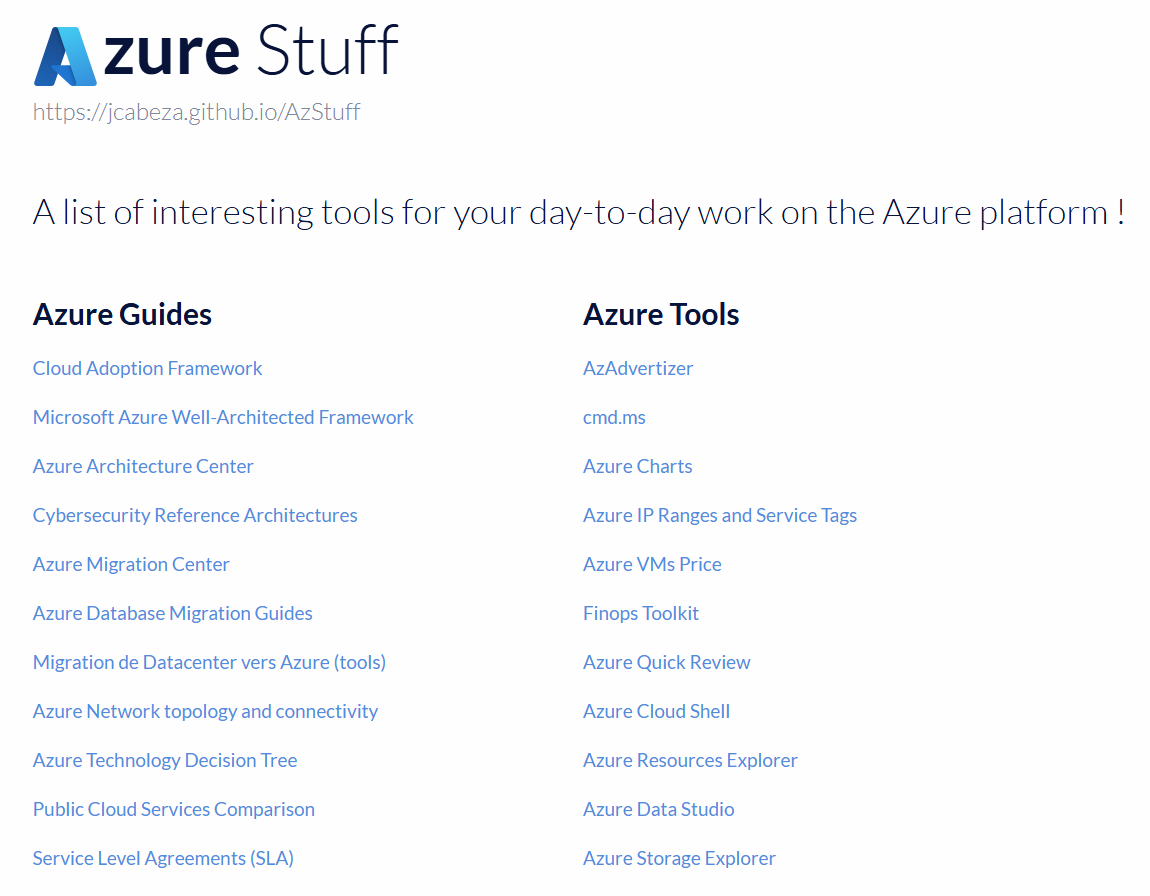 Azure Stuff
https://jcabeza.github.io/AzStuff
A list of interesting tools for your day-to-day work on the Azure platform !
Azure Guides
Cloud Adoption Framework
Microsoft Azure Well-Architected Framework
Azure Architecture Center
Cybersecurity Reference Architectures
Azure Migration Center
Azure Database Migration Guides
Migration de Datacenter vers Azure (tools)
Azure Network topology and connectivity
Azure Technology Decision Tree
Public Cloud Services Comparison
Service Level Agreements (SLA)
Azure Tools
AzAdvertizer
cmd.ms
Azure Charts
Azure IP Ranges and Service Tags
Azure VMs Price
Finops Toolkit
Azure Quick Review
Azure Cloud Shell
Azure Resources Explorer
Azure Data Studio
Azure Storage Explorer